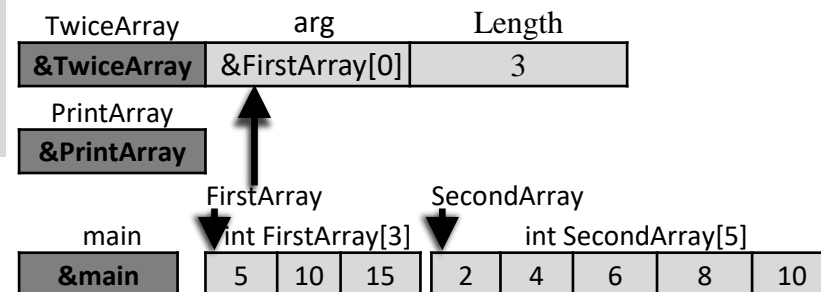 TwiceArray arg Length
&TwiceArray &FirstArray[0] 3
PrintArray
&PrintArray
FirstArray SecondArray
main int FirstArray[3] int SecondArray[5]
&main 5 10 15 2 4 6 8 10